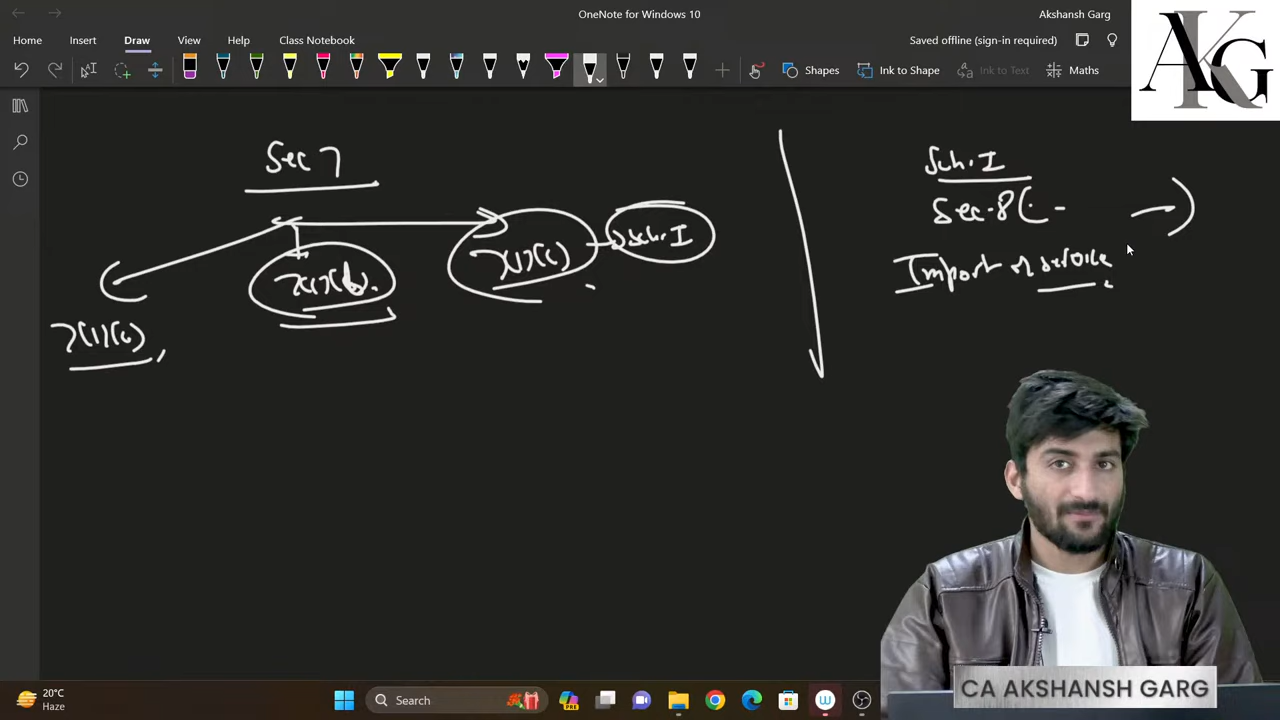 OneNote for Windows 10
Akshansh Garg
Home Insert Draw View Help Class Notebook
Saved offline (sign-in required)
Shapes Ink to Shape Ink to Text Maths
AKG
Sec 7
7(1)(b).
7(1)(c)
Sch. I
7(1)(a)
Sch. I
Sec. 8
Import of service
CA AKSHANSH GARG
20°C
Haze
Search